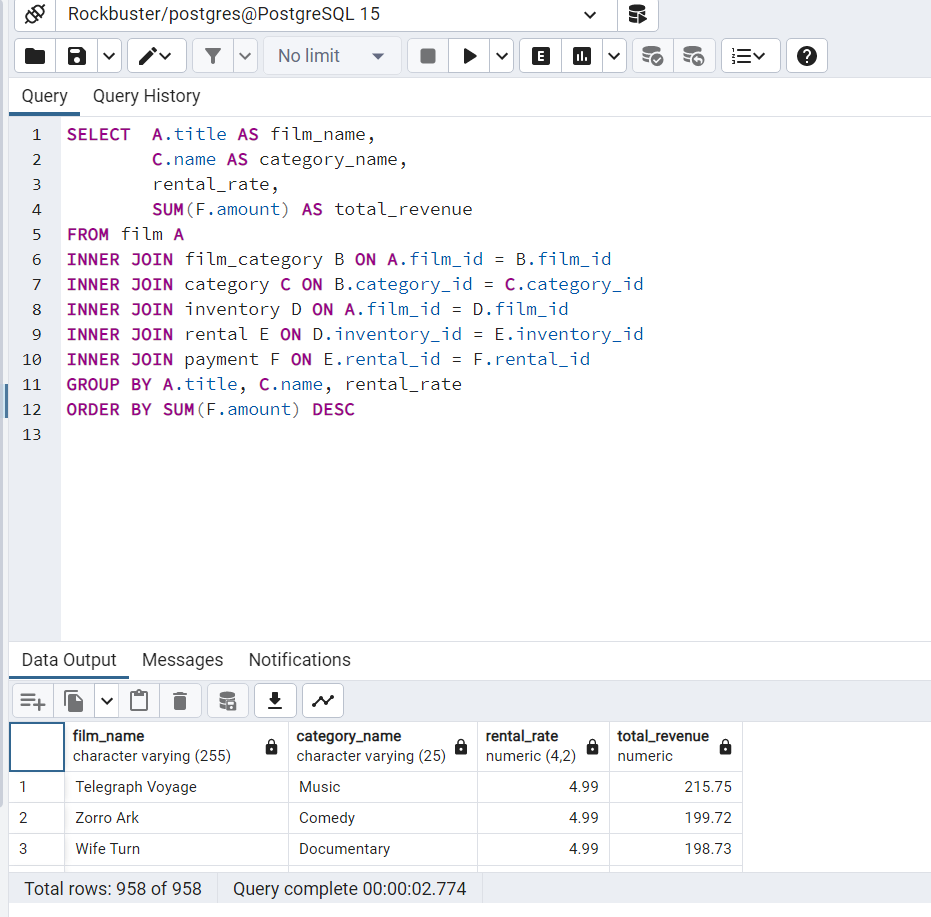 Rockbuster/postgres@PostgreSQL 15
No limit
E
Query Query History
1 SELECT A.title AS film_name,
2 C.name AS category_name,
3 rental_rate,
4 SUM(F.amount) AS total_revenue
5 FROM film A
6 INNER JOIN film_category B ON A.film_id = B.film_id
7 INNER JOIN category C ON B.category_id = C.category_id
8 INNER JOIN inventory D ON A.film_id = D.film_id
9 INNER JOIN rental E ON D.inventory_id = E.inventory_id
10 INNER JOIN payment F ON E.rental_id = F.rental_id
11 GROUP BY A.title, C.name, rental_rate
12 ORDER BY SUM(F.amount) DESC
13
Data Output Messages Notifications
film_name category_name rental_rate total_revenue
character varying (255) character varying (25) numeric (4,2) numeric
1 Telegraph Voyage Music 4.99 215.75
2 Zorro Ark Comedy 4.99 199.72
3 Wife Turn Documentary 4.99 198.73
Total rows: 958 of 958 Query complete 00:00:02.774